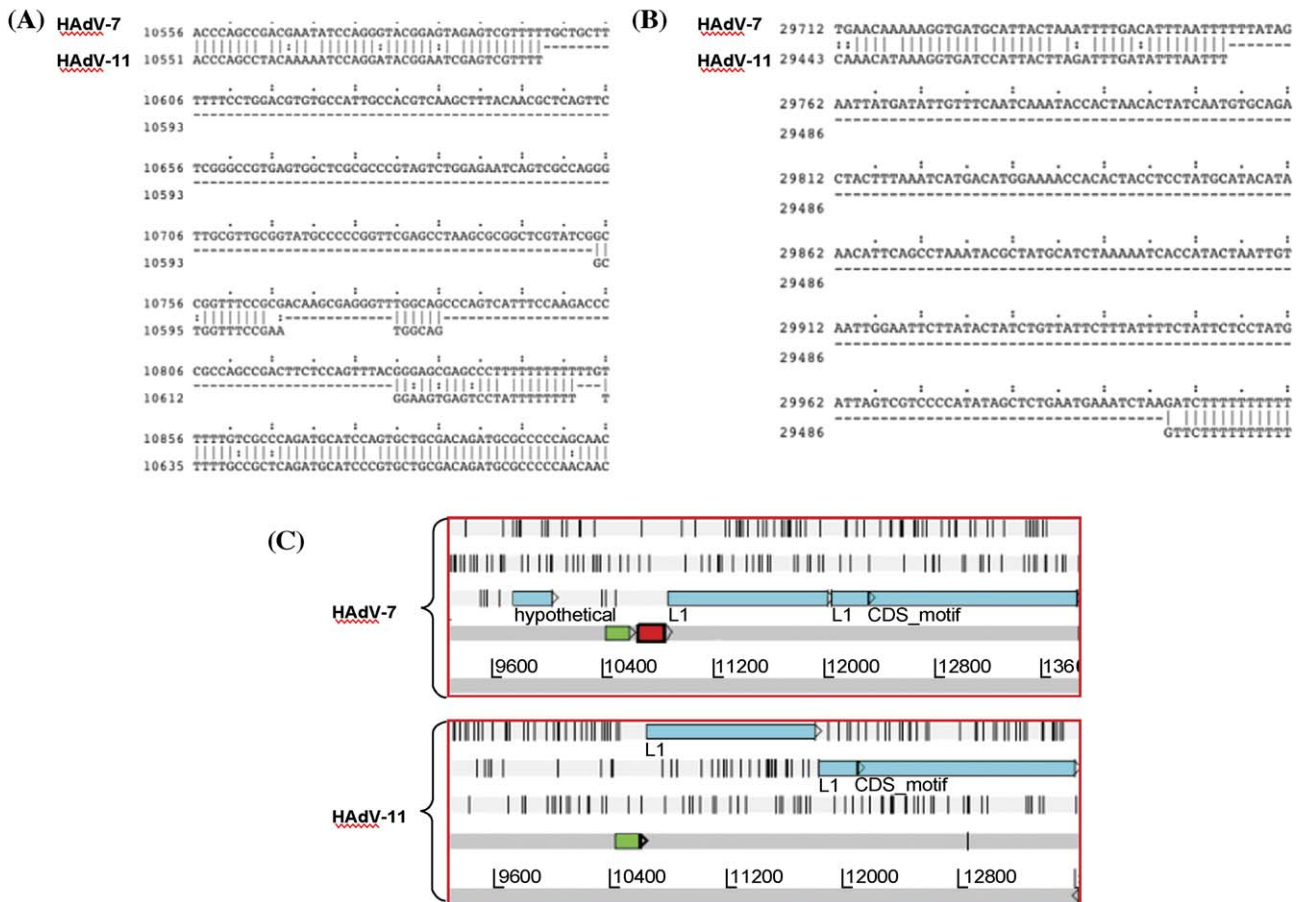 (A)
HAdV-7
10556 ACCCAGCCGACGAATATCCAGGGTACGGAGTAGAGTCGTTTTTGCTGCTT
HAdV-11
10551 ACCCAGCCTACAAAAATCCAGGATACGGAATCGAGTCGTTTT
10606 TTTTCCTGGACGTGTGCCATTGCCACGTCAAGCTTTACAACGCTCAGTTC
10593
10656 TCGGGCCGTGAGTGGCTCGCGCCCGTAGTCTGGAGAATCAGTCGCCAGGG
10593
10706 TTGCGTTGCGGTATGCCCCCGGTTCGAGCCTAAGCGCGGCTCGTATCGGC
10593 GC
10756 CGGTTTCCGCGACAAGCGAGGGTTTGGCAGCCCAGTCATTTCCAAGACCC
10595 TGGTTTCCGAA TGGCAG
10806 CGCCAGCCGACTTCTCCAGTTTACGGGAGCGAGCCCTTTTTTTTTTTTGT
10612 GGAAGTGAGTCCTATTTTTTTT T
10856 TTTTGTCGCCCAGATGCATCCAGTGCTGCGACAGATGCGCCCCCAGCAAC
10635 TTTTGCCGCTCAGATGCATCCCGTGCTGCGACAGATGCGCCCCCAACAAC
(B)
HAdV-7
29712 TGAACAAAAAGGTGATGCATTACTAAATTTTGACATTTAATTTTTTATAG
HAdV-11
29443 CAAACATAAAGGTGATCCATTACTTAGATTTGATATTTAATTT
29762 AATTATGATATTGTTTCAATCAAATACCACTAACACTATCAATGTGCAGA
29486
29812 CTACTTTAAATCATGACATGGAAAACCACACTACCTCCTATGCATACATA
29486
29862 AACATTCAGCCTAAATACGCTATGCATCTAAAAATCACCATACTAATTGT
29486
29912 AATTGGAATTCTTATACTATCTGTTATTCTTTATTTTCTATTCTCCTATG
29486
29962 ATTAGTCGTCCCCATATAGCTCTGAATGAAATCTAAGATCTTTTTTTTTT
29486 GTTCTTTTTTTTTT
(C)
HAdV-7
hypothetical L1 L1 CDS_motif
9600 10400 11200 12000 12800
HAdV-11
L1
L1 CDS_motif
9600 10400 11200 12000 12800